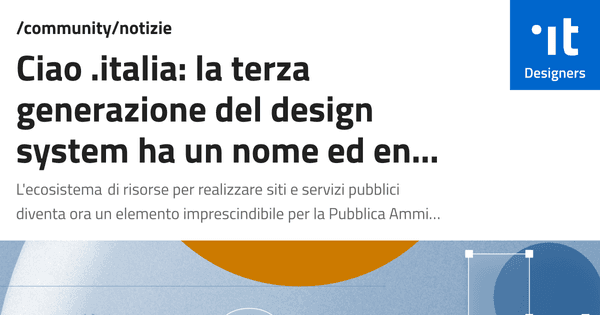 /community/notizie
Ciao .italia: la terza
generazione del design
system ha un nome ed en...
L'ecosistema di risorse per realizzare siti e servizi pubblici
diventa ora un elemento imprescindibile per la Pubblica Ammi...
.it
Designers